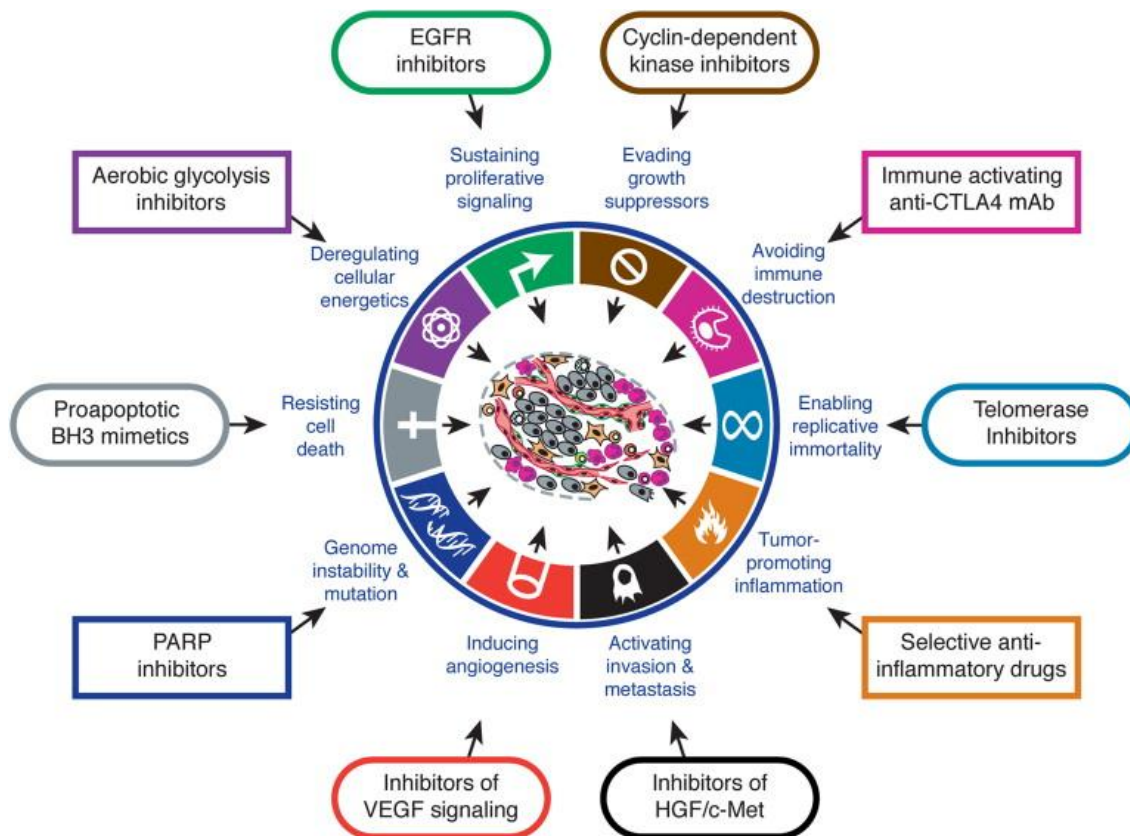 EGFR
inhibitors
Cyclin-dependent
kinase inhibitors
Aerobic glycolysis
inhibitors
Sustaining
proliferative
signaling
Evading
growth
suppressors
Immune activating
anti-CTLA4 mAb
Deregulating
cellular
energetics
Avoiding
immune
destruction
Proapoptotic
BH3 mimetics
Resisting
cell
death
Enabling
replicative
immortality
Telomerase
Inhibitors
Genome
instability &
mutation
Tumor-
promoting
inflammation
PARP
inhibitors
Inducing
angiogenesis
Activating
invasion &
metastasis
Selective anti-
inflammatory drugs
Inhibitors of
VEGF signaling
Inhibitors of
HGF/c-Met